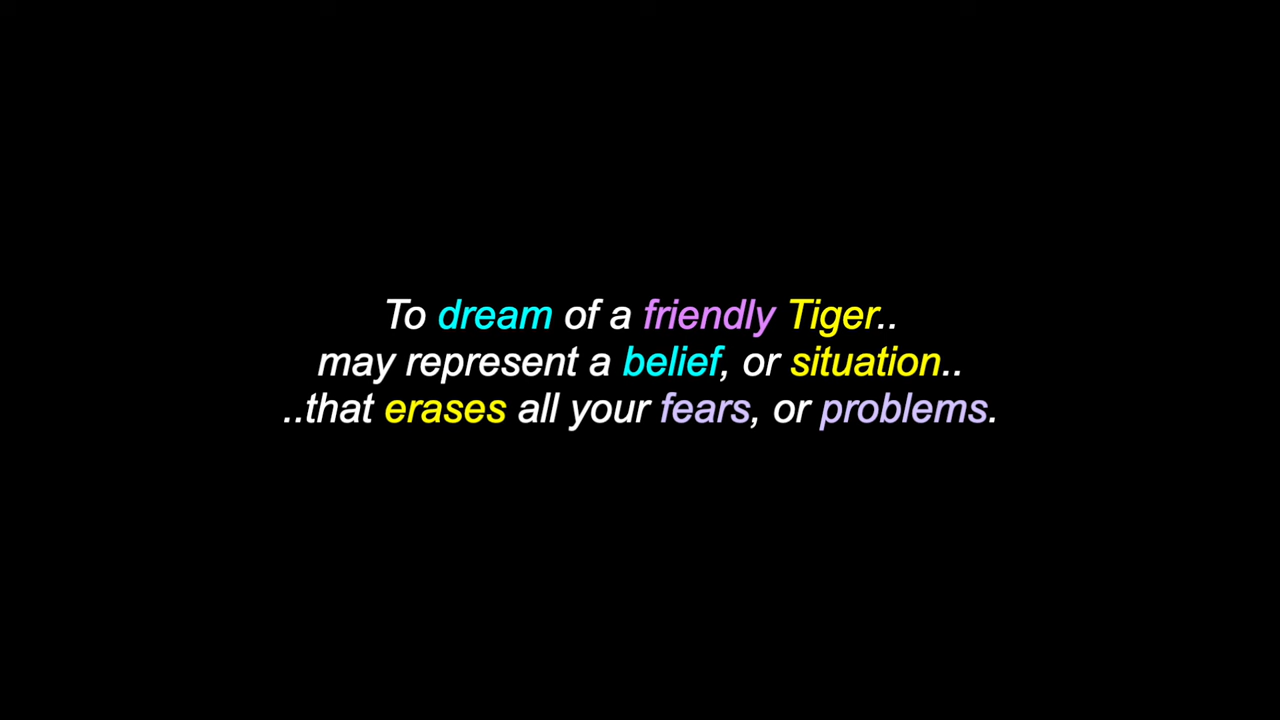 To dream of a friendly Tiger..
may represent a belief, or situation..
..that erases all your fears, or problems.